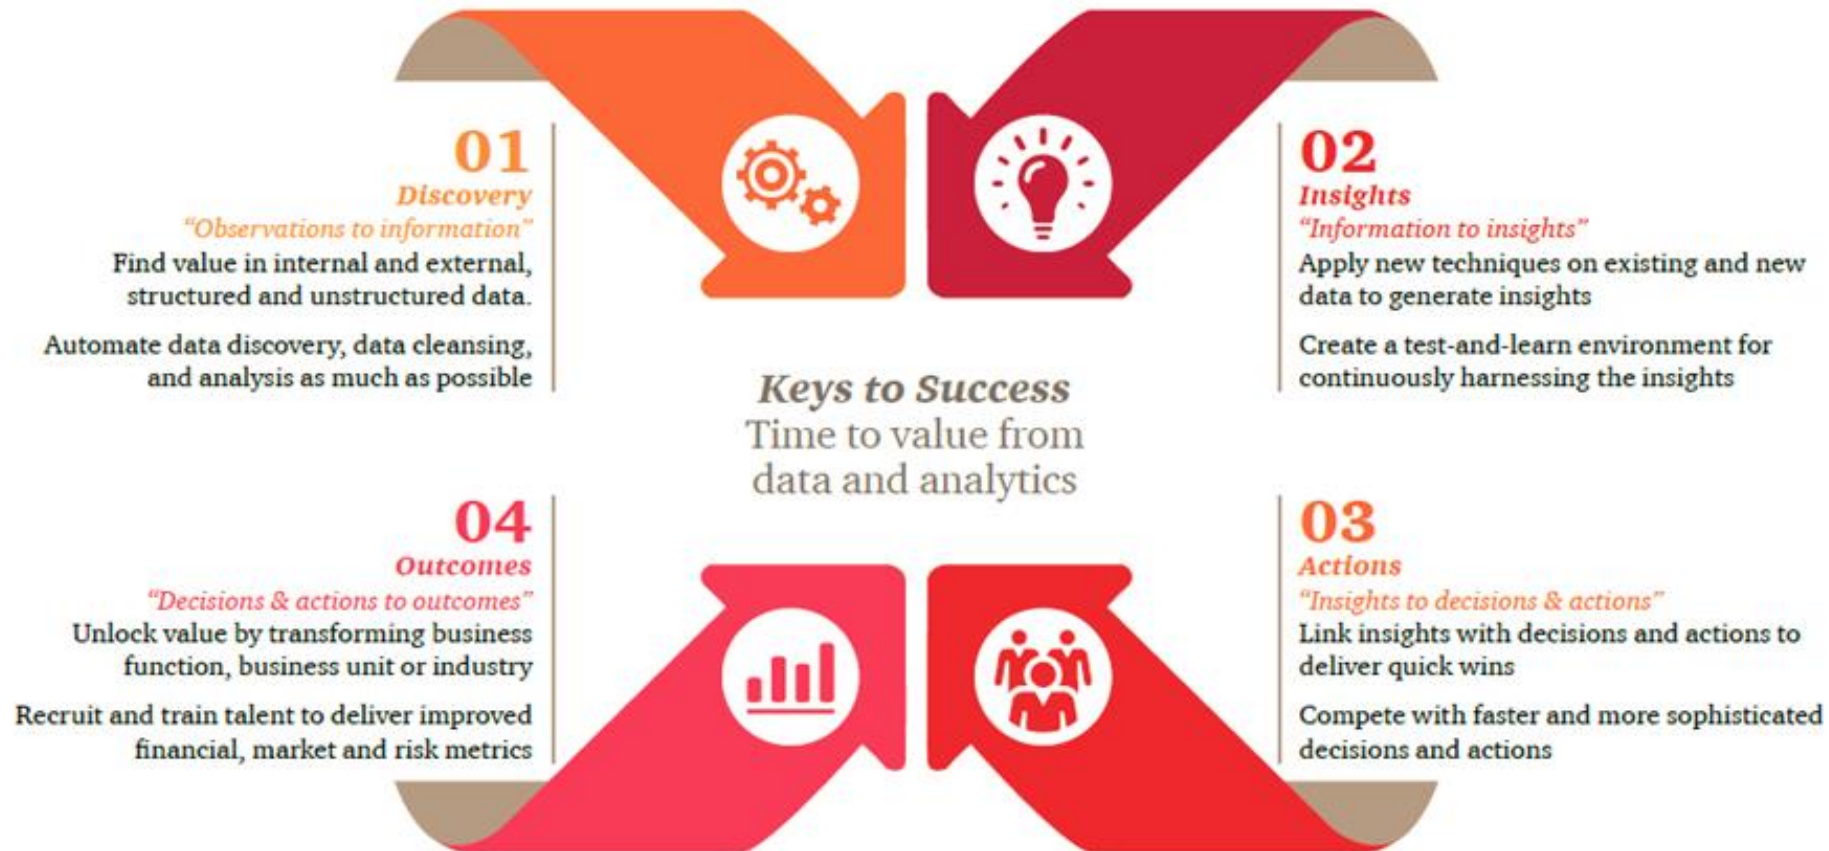 01
Discovery
“Observations to information”
Find value in internal and external,
structured and unstructured data.
Automate data discovery, data cleansing,
and analysis as much as possible
02
Insights
“Information to insights”
Apply new techniques on existing and new
data to generate insights
Create a test-and-learn environment for
continuously harnessing the insights
Keys to Success
Time to value from
data and analytics
04
Outcomes
“Decisions & actions to outcomes”
Unlock value by transforming business
function, business unit or industry
Recruit and train talent to deliver improved
financial, market and risk metrics
03
Actions
“Insights to decisions & actions”
Link insights with decisions and actions to
deliver quick wins
Compete with faster and more sophisticated
decisions and actions